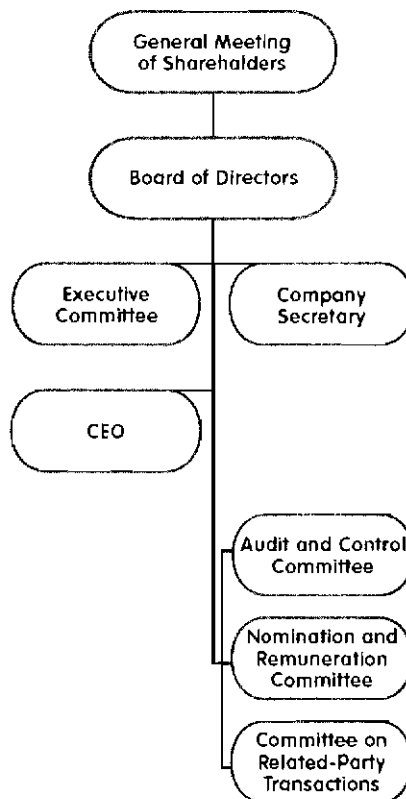 General Meeting
of Shareholders
Board of Directors
Executive
Committee
Company
Secretary
CEO
Audit and Control
Committee
Nomination and
Remuneration
Committee
Committee on
Related-Party
Transactions